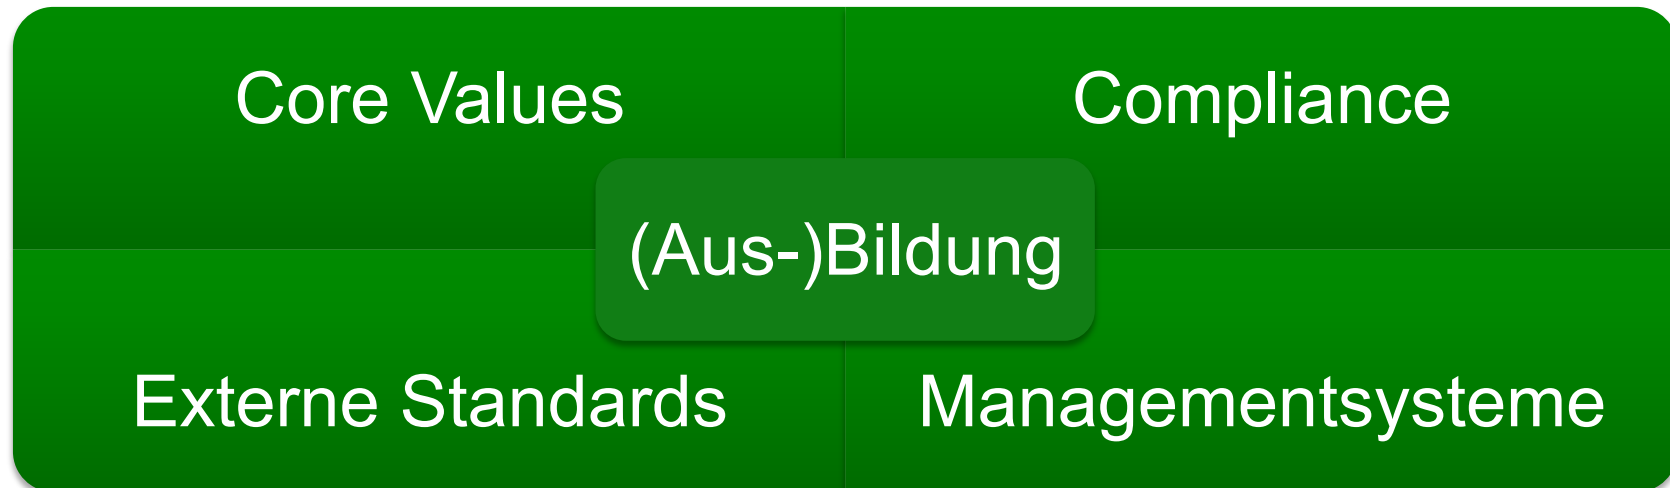 Core Values
Compliance
(Aus-)Bildung
Externe Standards
Managementsysteme